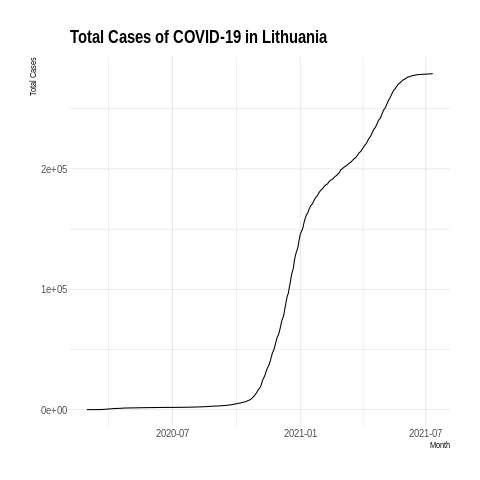 Total Cases of COVID-19 in Lithuania
Total Cases
2e+05
1e+05
0e+00
2020-07 2021-01 2021-07
Month